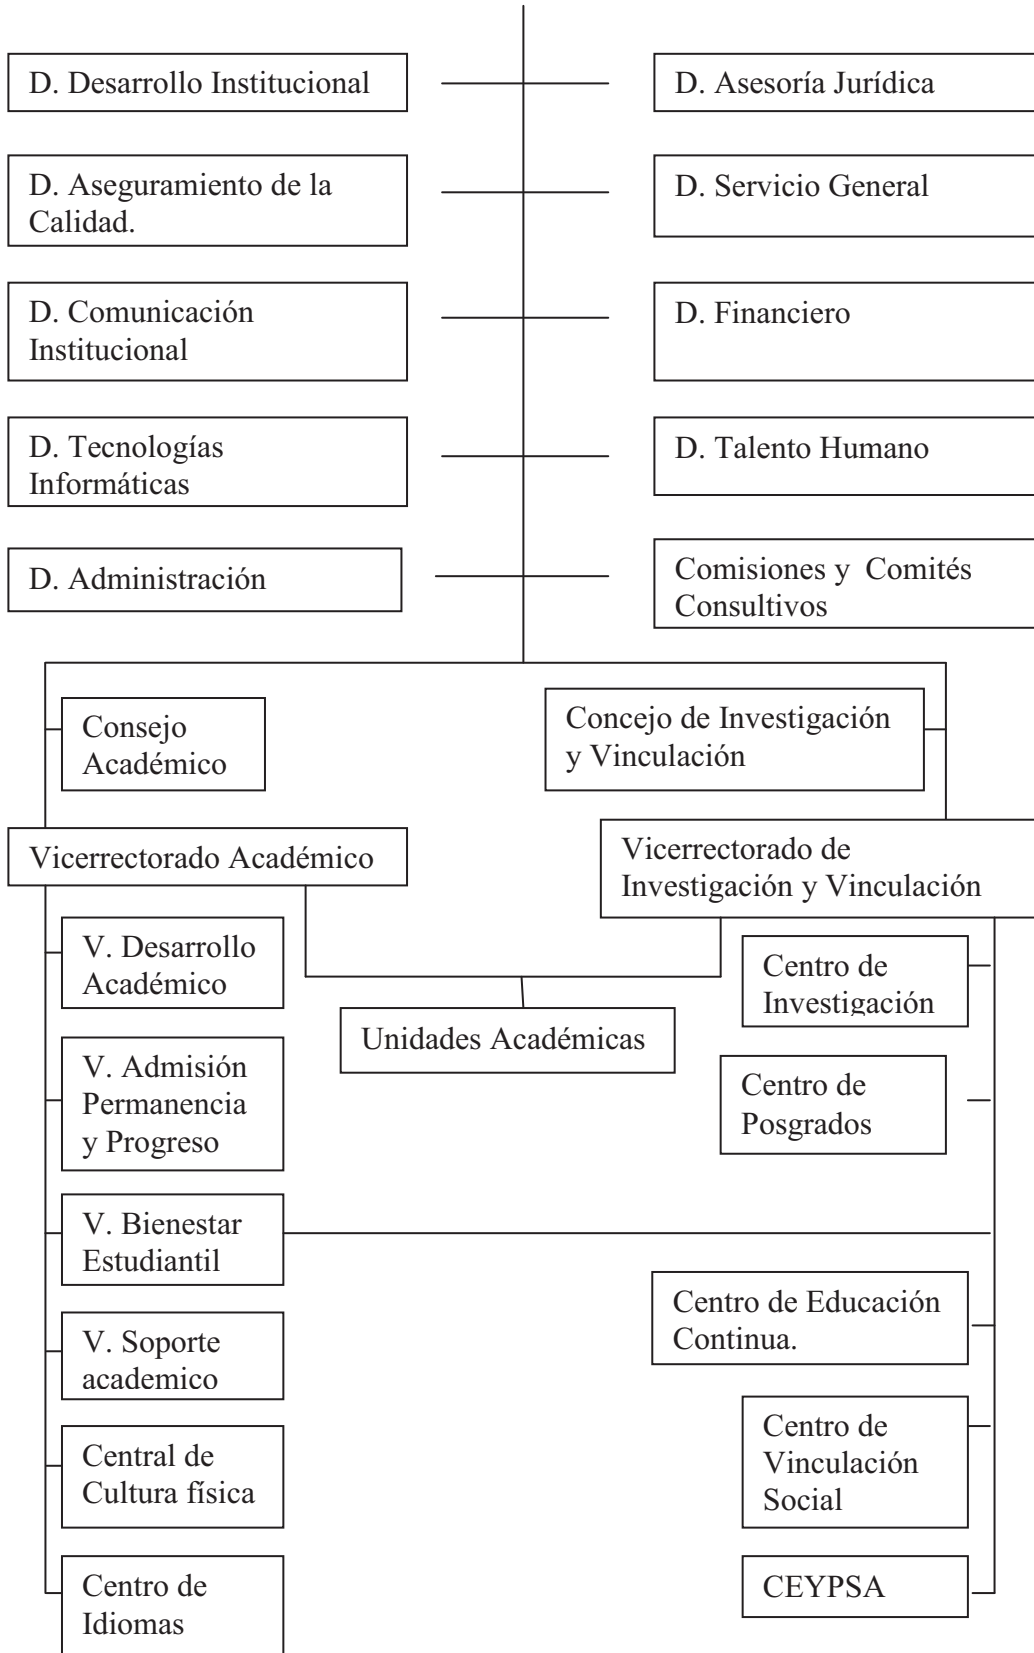 D. Desarrollo Institucional
D. Asesoría Jurídica
D. Aseguramiento de la
Calidad.
D. Servicio General
D. Comunicación
Institucional
D. Financiero
D. Tecnologías
Informáticas
D. Talento Humano
D. Administración
Comisiones y  Comités
Consultivos
Consejo
Académico
Concejo de Investigación
y Vinculación
Vicerrectorado Académico
Vicerrectorado de
Investigación y Vinculación
V. Desarrollo
Académico
Centro de
Investigación
Unidades Académicas
V. Admisión
Permanencia
y Progreso
Centro de
Posgrados
V. Bienestar
Estudiantil
Centro de Educación
Continua.
V. Soporte
academico
Centro de
Vinculación
Social
Central de
Cultura física
Centro de
Idiomas
CEYPSA